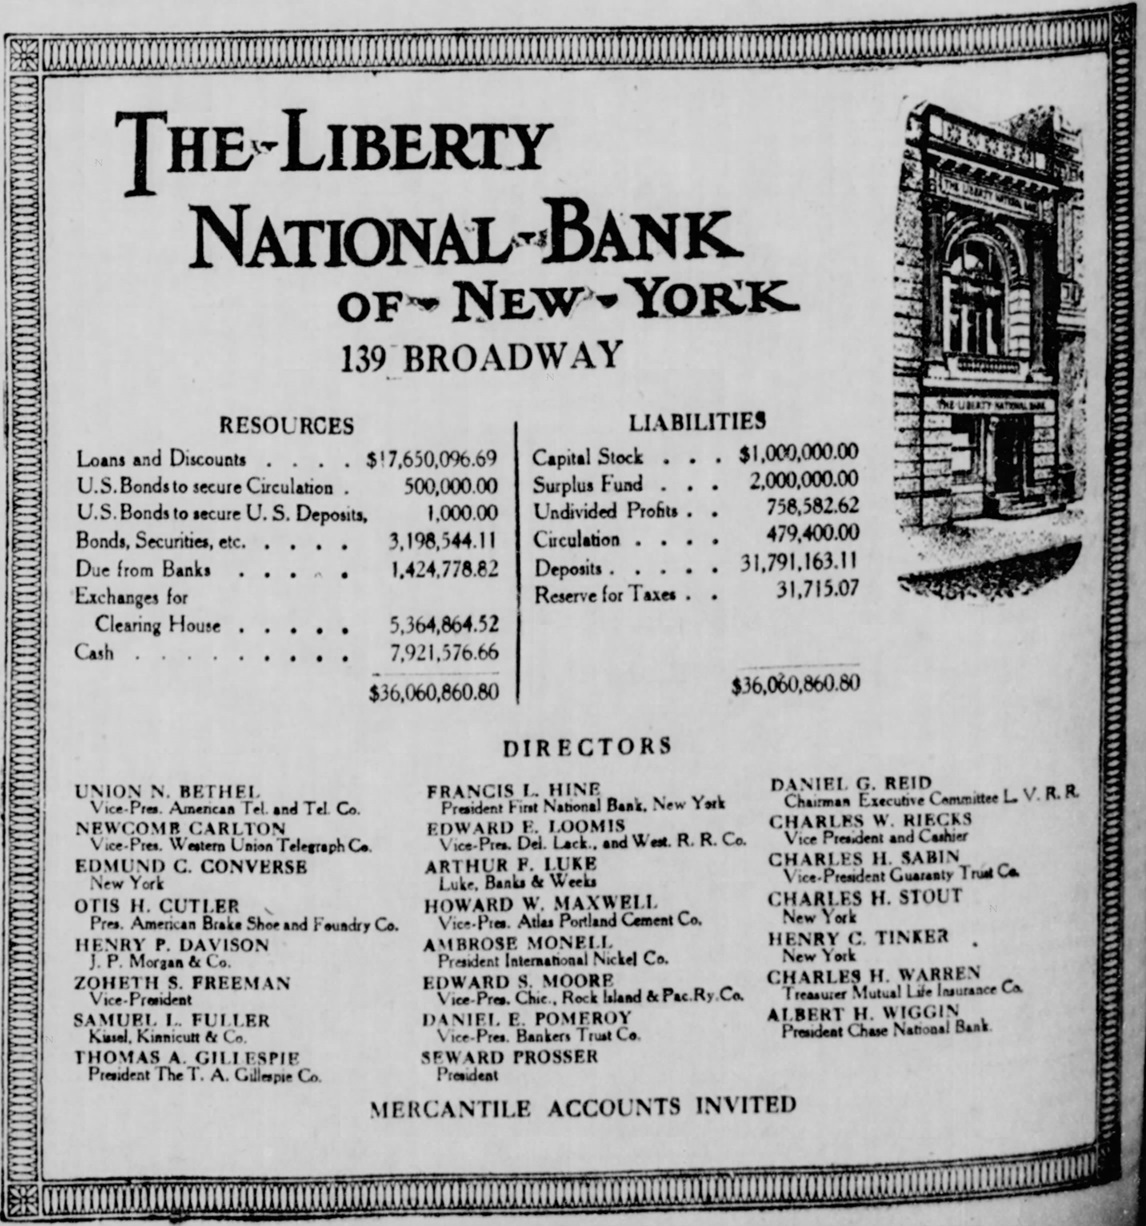 THE LIBERTY
NATIONAL BANK
OF NEW YORK
139 BROADWAY
RESOURCES
Loans and Discounts . . . . $17,650,096.69
U.S. Bonds to secure Circulation . 500,000.00
U.S. Bonds to secure U. S. Deposits, 1,000.00
Bonds, Securities, etc. . . . . 3,198,544.11
Due from Banks . . . . . 1,424,778.82
Exchanges for
Clearing House . . . . . 5,364,864.52
Cash . . . . . . . . . 7,921,576.66
$36,060,860.80
LIABILITIES
Capital Stock . . . $1,000,000.00
Surplus Fund . . . 2,000,000.00
Undivided Profits . . 758,582.62
Circulation . . . . 479,400.00
Deposits . . . . . 31,791,163.11
Reserve for Taxes . . 31,715.07
$36,060,860.80
THE LIBERTY NATIONAL BANK
THE LIBERTY NATIONAL BANK
DIRECTORS
UNION N. BETHEL
Vice-Pres. American Tel. and Tel. Co.
NEWCOMB CARLTON
Vice-Pres. Western Union Telegraph Co.
EDMUND C. CONVERSE
New York
OTIS H. CUTLER
Pres. American Brake Shoe and Foundry Co.
HENRY P. DAVISON
J. P. Morgan & Co.
ZOHETH S. FREEMAN
Vice-President
SAMUEL L. FULLER
Kissel, Kinnicutt & Co.
THOMAS A. GILLESPIE
President The T. A. Gillespie Co.
FRANCIS L. HINE
President First National Bank, New York
EDWARD E. LOOMIS
Vice-Pres. Del. Lack., and West. R. R. Co.
ARTHUR F. LUKE
Luke, Banks & Weeks
HOWARD W. MAXWELL
Vice-Pres. Atlas Portland Cement Co.
AMBROSE MONELL
President International Nickel Co.
EDWARD S. MOORE
Vice-Pres. Chic., Rock Island & Pac. Ry. Co.
DANIEL E. POMEROY
Vice-Pres. Bankers Trust Co.
SEWARD PROSSER
President
DANIEL G. REID
Chairman Executive Committee L. V. R. R.
CHARLES W. RIECKS
Vice President and Cashier
CHARLES H. SABIN
Vice-President Guaranty Trust Co.
CHARLES H. STOUT
New York
HENRY C. TINKER
New York
CHARLES H. WARREN
Treasurer Mutual Life Insurance Co.
ALBERT H. WIGGIN
President Chase National Bank.
MERCANTILE ACCOUNTS INVITED